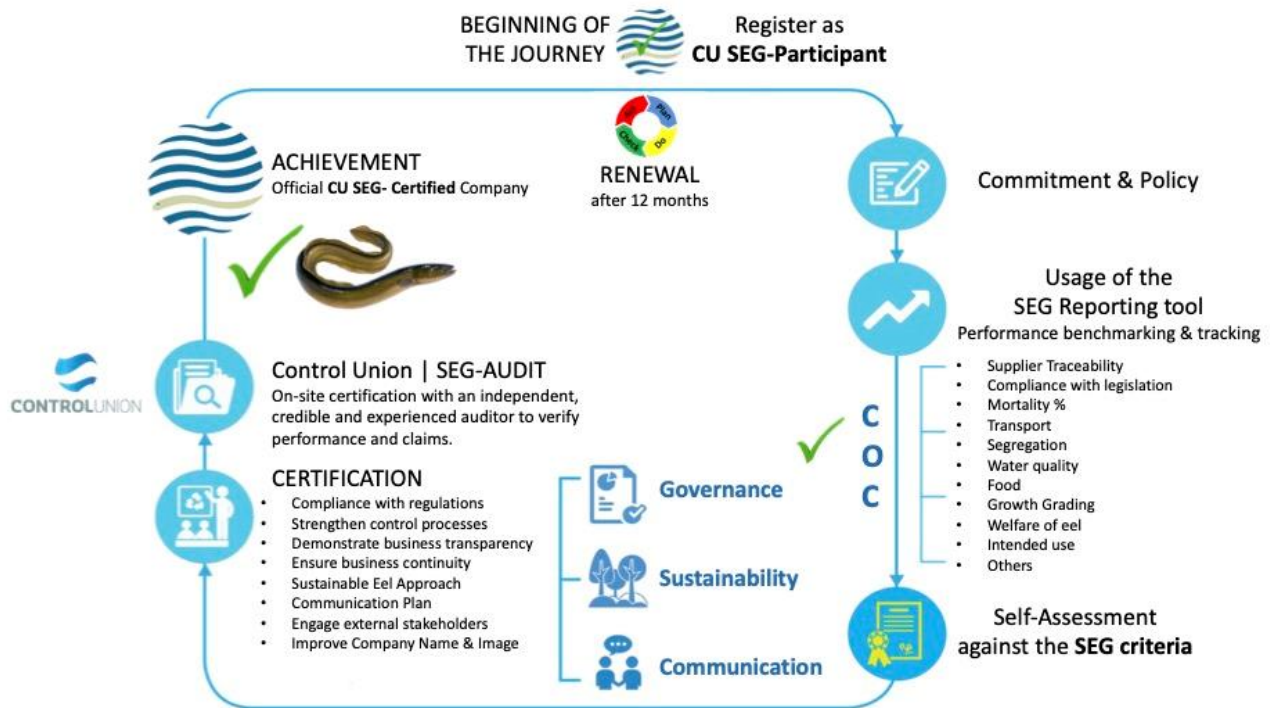 BEGINNING OF
THE JOURNEY
Register as
CU SEG-Participant
Plan
Do
Check
RENEWAL
after 12 months
Commitment & Policy
Usage of the
SEG Reporting tool
Performance benchmarking & tracking
• Supplier Traceability
• Compliance with legislation
• Mortality %
• Transport
• Segregation
• Water quality
• Food
• Growth Grading
• Welfare of eel
• Intended use
• Others
C
O
C
Self-Assessment
against the SEG criteria
Governance
Sustainability
Communication
CERTIFICATION
• Compliance with regulations
• Strengthen control processes
• Demonstrate business transparency
• Ensure business continuity
• Sustainable Eel Approach
• Communication Plan
• Engage external stakeholders
• Improve Company Name & Image
CONTROLUNION
Control Union | SEG-AUDIT
On-site certification with an independent,
credible and experienced auditor to verify
performance and claims.
ACHIEVEMENT
Official CU SEG- Certified Company